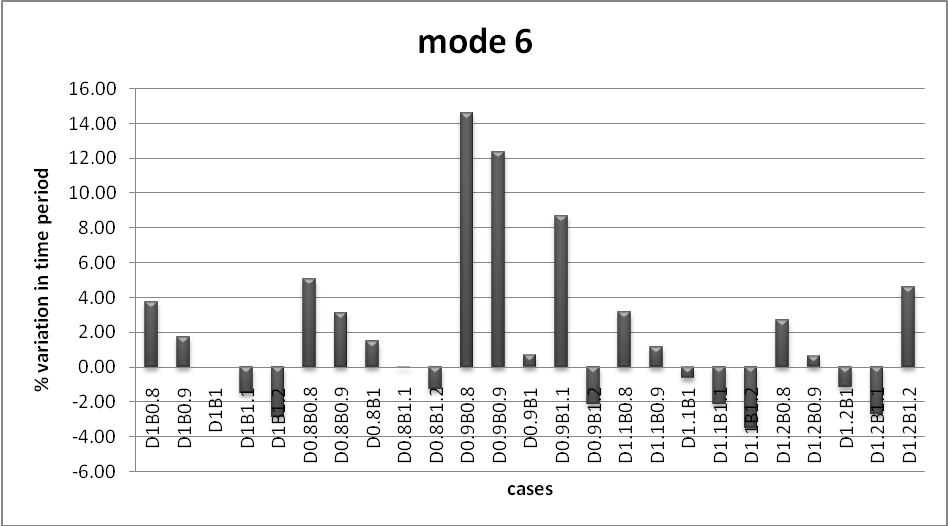 mode 6
% variation in time period
16.00
14.00
12.00
10.00
8.00
6.00
4.00
2.00
0.00
-2.00
-4.00
-6.00
D1B0.8
D1B0.9
D1B1
D1B1.1
D1B1.2
D0.8B0.8
D0.8B0.9
D0.8B1
D0.8B1.1
D0.8B1.2
D0.9B0.8
D0.9B0.9
D0.9B1
D0.9B1.1
D0.9B1.2
D1.1B0.8
D1.1B0.9
D1.1B1
D1.1B1.1
D1.1B1.2
D1.2B0.8
D1.2B0.9
D1.2B1
D1.2B1.1
D1.2B1.2
cases